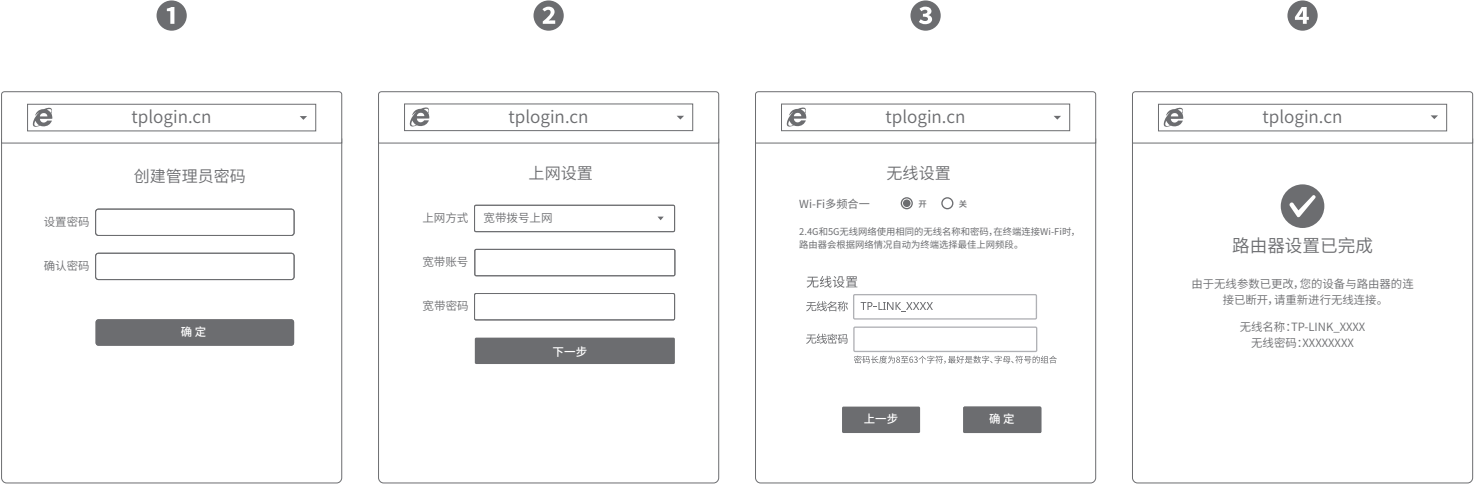 1
2
3
4
tplogin.cn
创建管理员密码
设置密码
确认密码
确 定
tplogin.cn
上网设置
上网方式 宽带拨号上网
宽带账号
宽带密码
下一步
tplogin.cn
无线设置
Wi-Fi多频合一 开 关
2.4G和5G无线网络使用相同的无线名称和密码,在终端连接Wi-Fi时,
路由器会根据网络情况自动为终端选择最佳上网频段。
无线设置
无线名称 TP-LINK_XXXX
无线密码
密码长度为8至63个字符,最好是数字、字母、符号的组合
上一步 确 定
tplogin.cn
路由器设置已完成
由于无线参数已更改,您的设备与路由器的连
接已断开,请重新进行无线连接。
无线名称:TP-LINK_XXXX
无线密码:XXXXXXXX